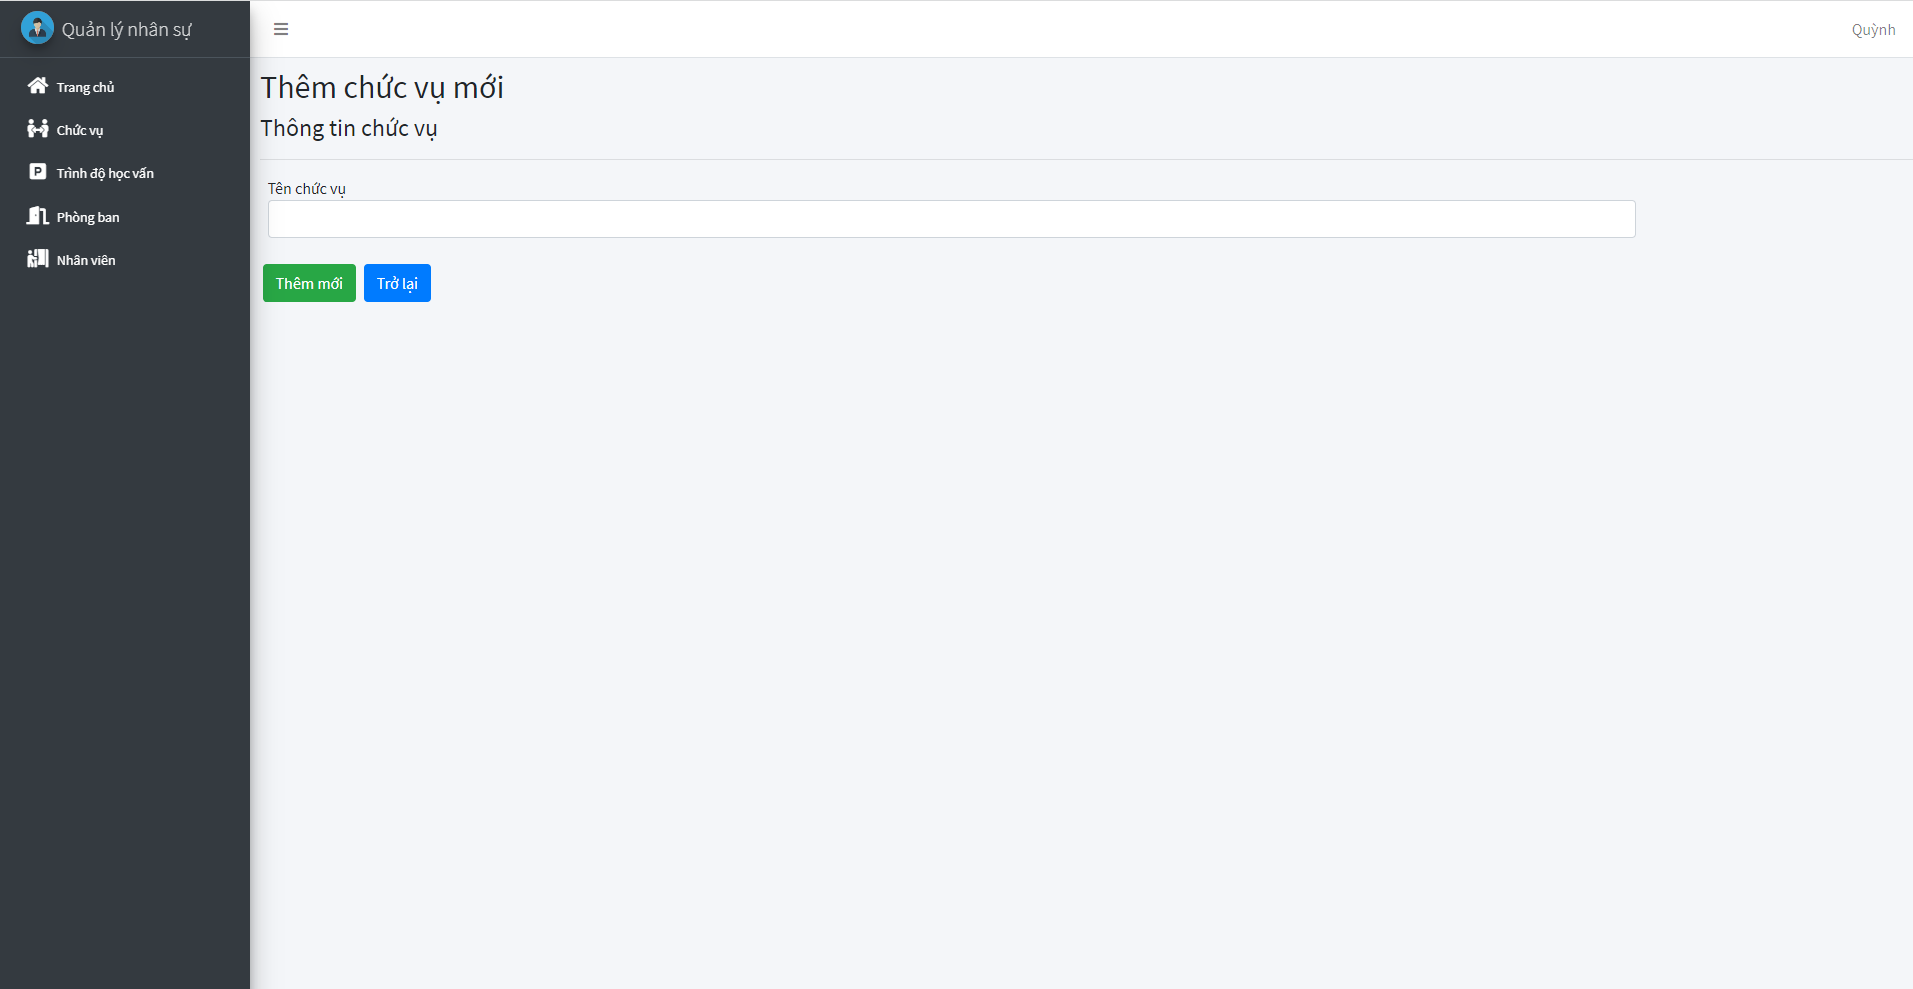 Quản lý nhân sự
Quỳnh
Trang chủ
Chức vụ
Trình độ học vấn
Phòng ban
Nhân viên
Thêm chức vụ mới
Thông tin chức vụ
Tên chức vụ
Thêm mới
Trở lại